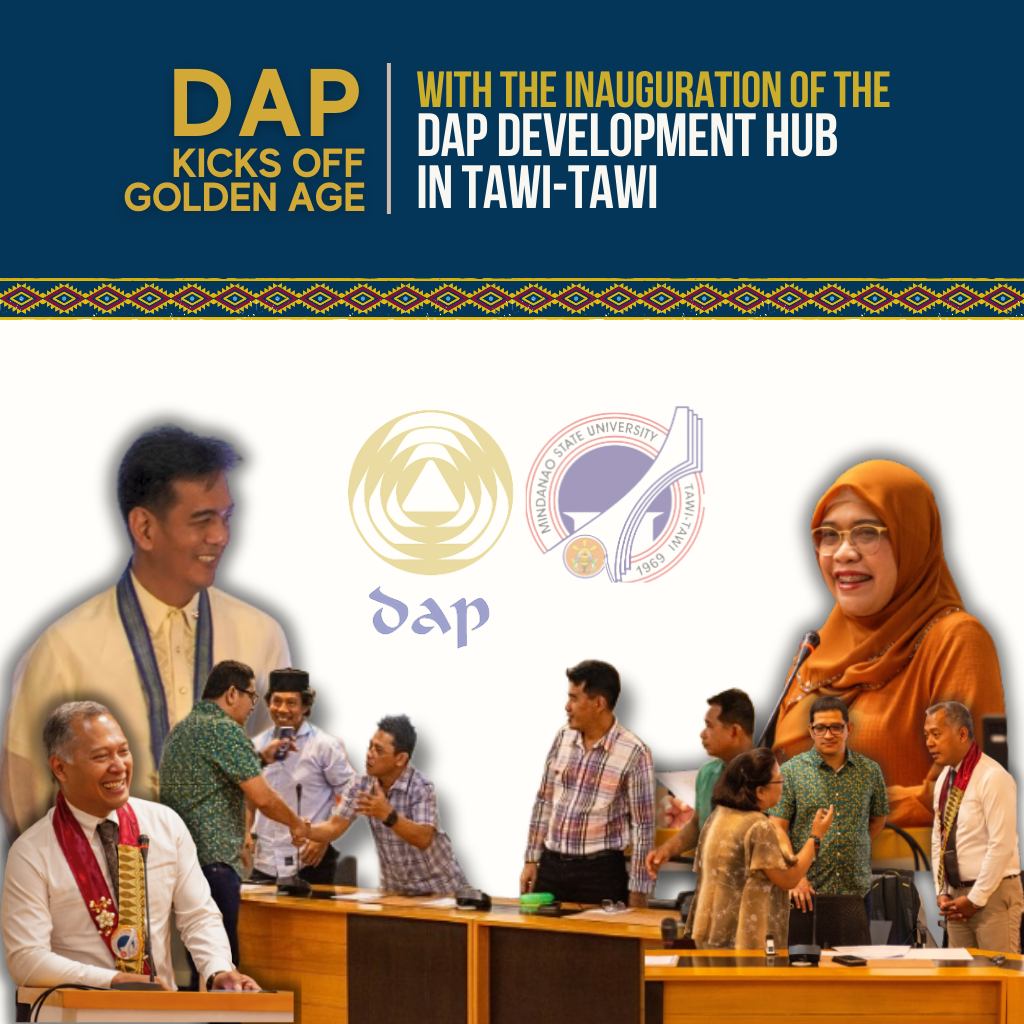 DAP
KICKS OFF
GOLDEN AGE
WITH THE INAUGURATION OF THE
DAP DEVELOPMENT HUB
IN TAWI-TAWI
MINDANAO STATE UNIVERSITY
TAWI-TAWI
1969
dap